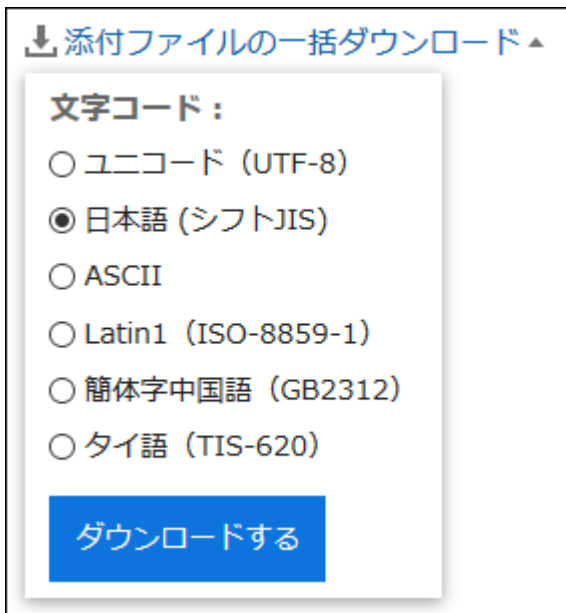 添付ファイルの一括ダウンロード
文字コード：
ユニコード（UTF-8）
日本語 (シフトJIS)
ASCII
Latin1（ISO-8859-1）
簡体字中国語（GB2312）
タイ語（TIS-620）
ダウンロードする